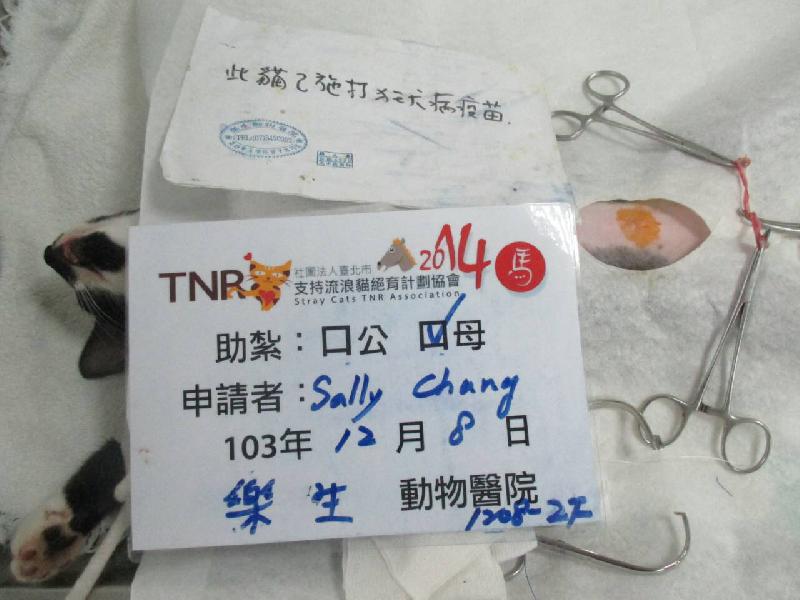 此貓已施打狂犬病疫苗.
TNR
社團法人臺北市
支持流浪貓絕育計劃協會
Stray Cats TNR Association
2014
馬
助紮：口公 口母
申請者：Sally Chang
103年 12 月 8 日
樂生 動物醫院